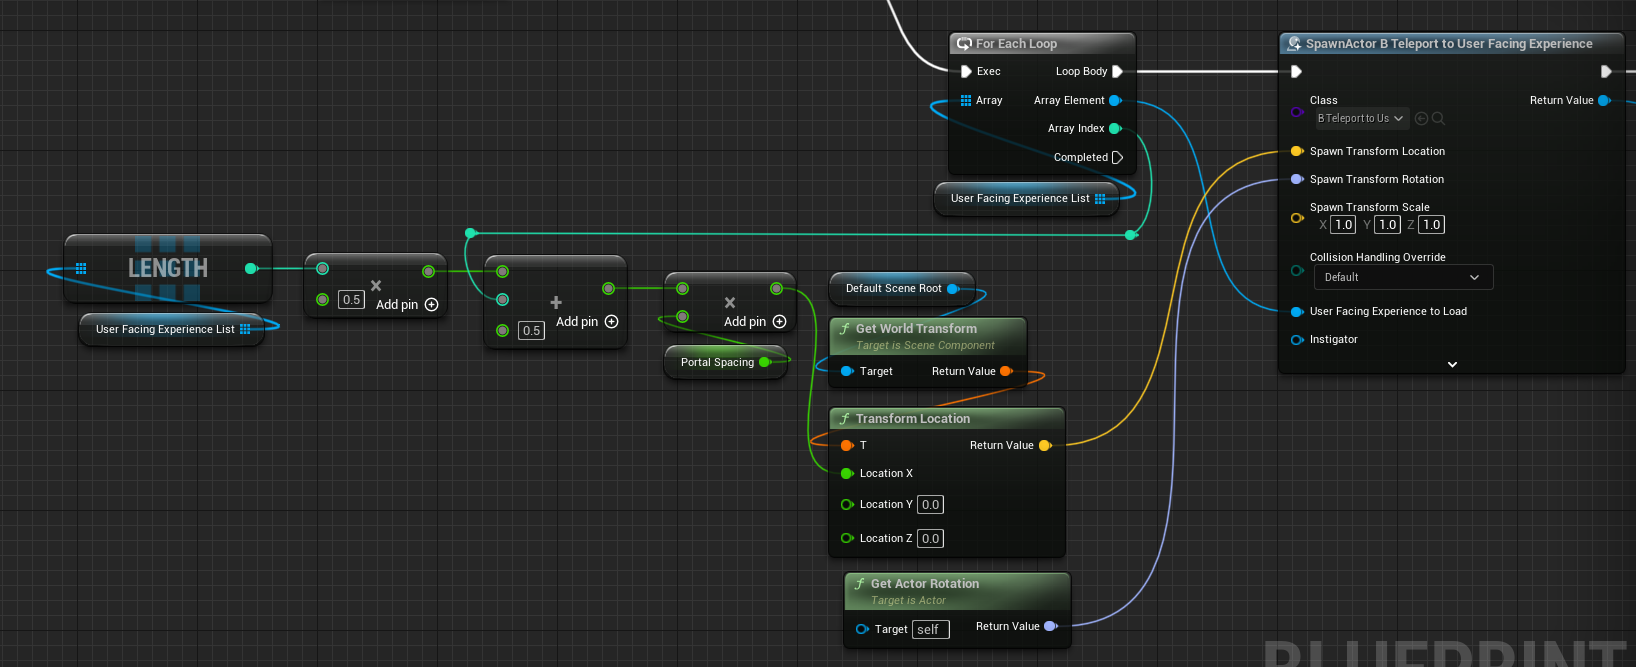 For Each Loop
Exec
Loop Body
Array
Array Element
Array Index
Completed
User Facing Experience List
SpawnActor B Teleport to User Facing Experience
Class
B Teleport to Us
Return Value
Spawn Transform Location
Spawn Transform Rotation
Spawn Transform Scale
X 1.0 Y 1.0 Z 1.0
Collision Handling Override
Default
User Facing Experience to Load
Instigator
LENGTH
User Facing Experience List
×
0.5
Add pin
+
0.5
Add pin
×
Add pin
Portal Spacing
Default Scene Root
f Get World Transform
Target is Scene Component
Target
Return Value
f Transform Location
T
Return Value
Location X
Location Y 0.0
Location Z 0.0
f Get Actor Rotation
Target is Actor
Target self
Return Value
BLUEPRINT